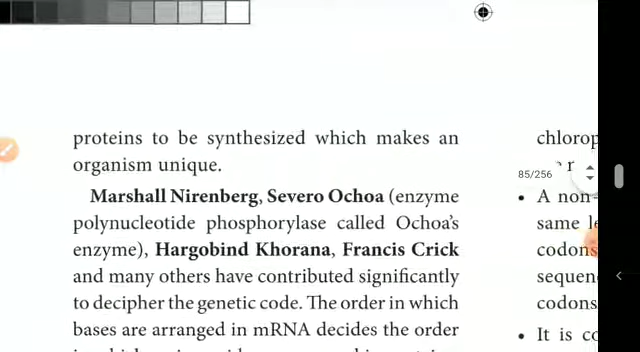 proteins to be synthesized which makes an
organism unique.
Marshall Nirenberg, Severo Ochoa (enzyme
polynucleotide phosphorylase called Ochoa's
enzyme), Hargobind Khorana, Francis Crick
and many others have contributed significantly
to decipher the genetic code. The order in which
bases are arranged in mRNA decides the order
85/256
• A non-
same
codons
codons
• It is